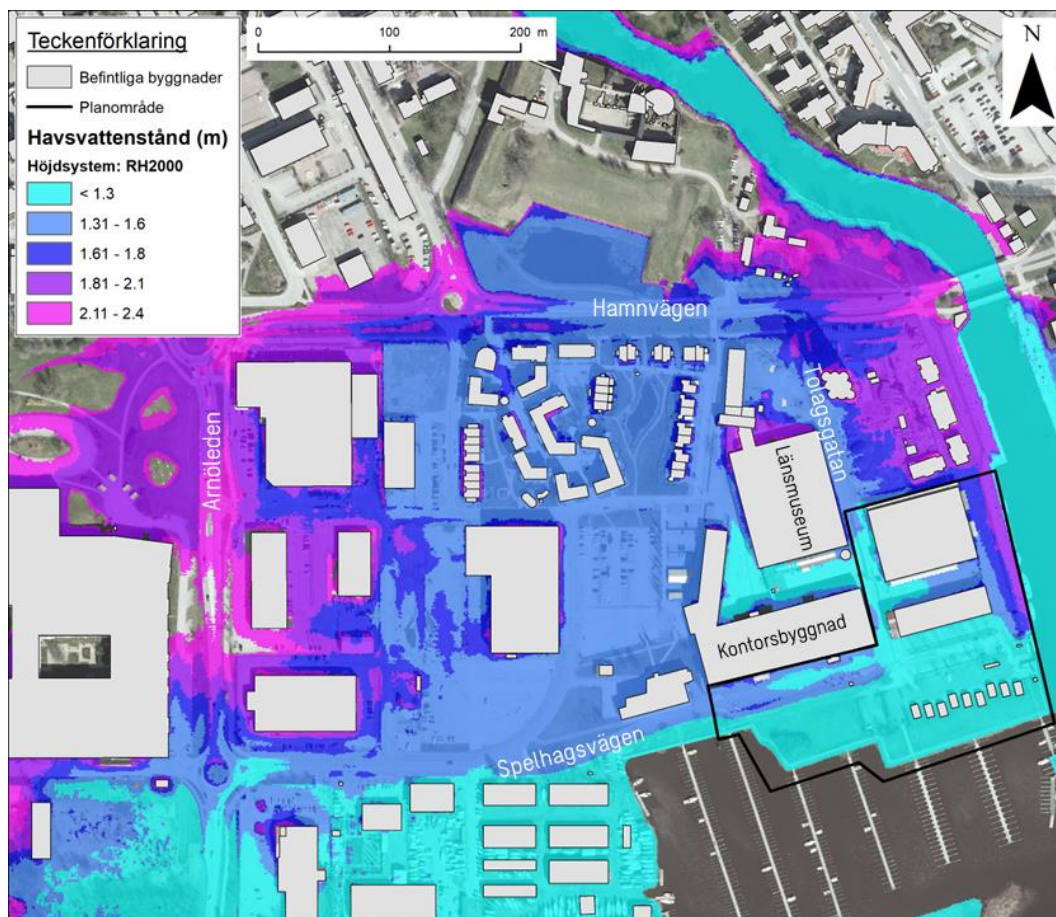 Teckenförklaring
Befintliga byggnader
Planområde
Havsvattenstånd (m)
Höjdsystem: RH2000
< 1.3
1.31 - 1.6
1.61 - 1.8
1.81 - 2.1
2.11 - 2.4
0 100 200 m
N
Hamnvägen
Tolagsgatan
Arnöleden
Länsmuseum
Kontorsbyggnad
Spelhagsvägen